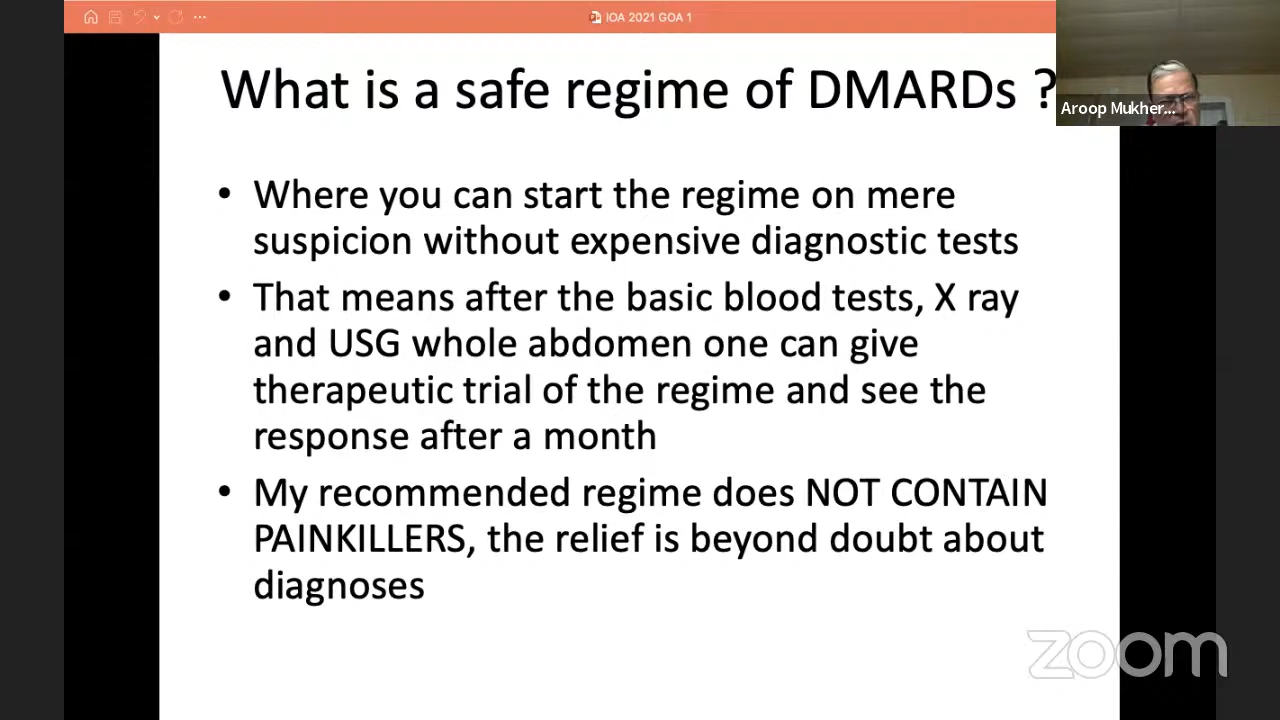 IOA 2021 GOA 1
What is a safe regime of DMARDs ?
Aroop Mukher...
• Where you can start the regime on mere
suspicion without expensive diagnostic tests
• That means after the basic blood tests, X ray
and USG whole abdomen one can give
therapeutic trial of the regime and see the
response after a month
• My recommended regime does NOT CONTAIN
PAINKILLERS, the relief is beyond doubt about
diagnoses
zoom